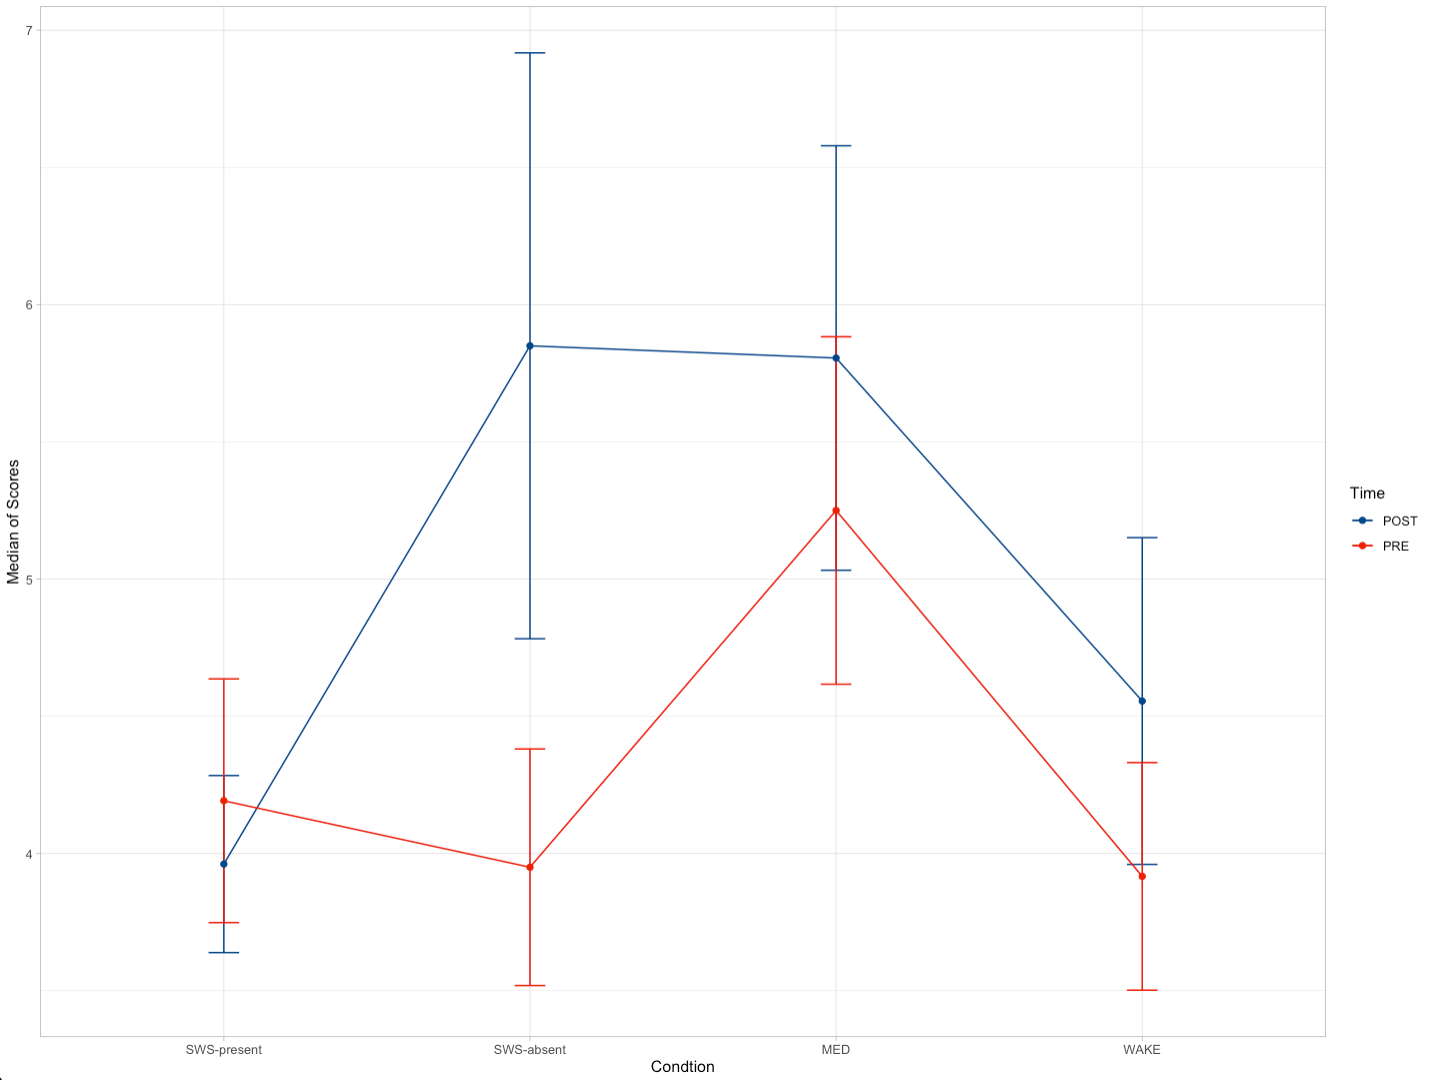 Median of Scores
7
6
5
4
SWS-present
SWS-absent
MED
WAKE
Condtion
Time
POST
PRE